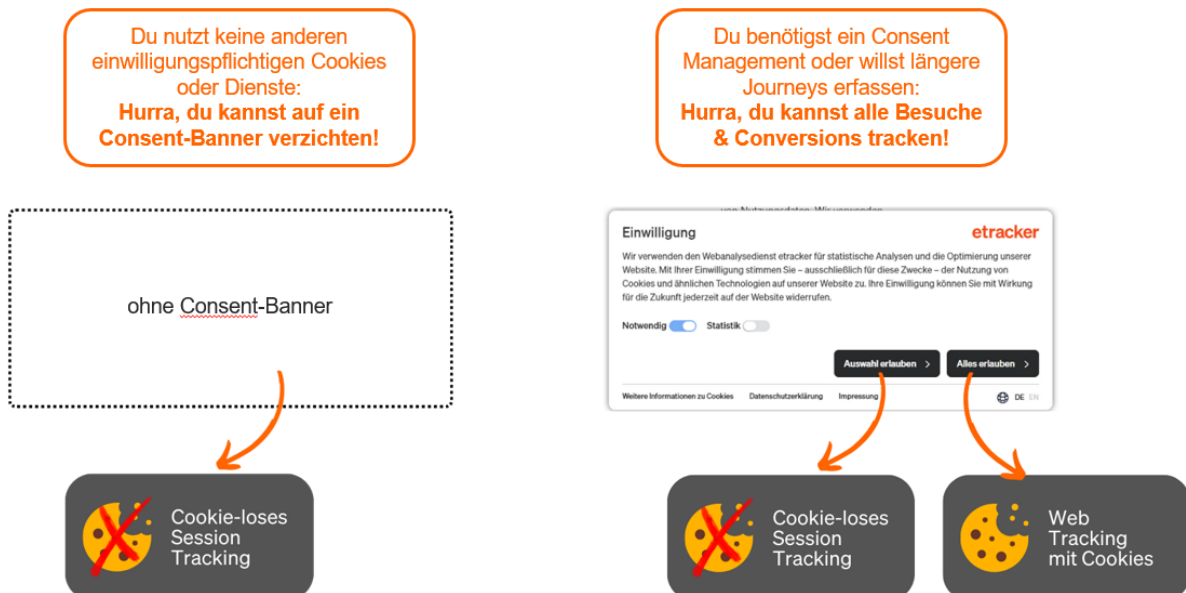 Du nutzt keine anderen
einwilligungspflichtigen Cookies
oder Dienste:
Hurra, du kannst auf ein
Consent-Banner verzichten!
Du benötigst ein Consent
Management oder willst längere
Journeys erfassen:
Hurra, du kannst alle Besuche
& Conversions tracken!
ohne Consent-Banner
von Nutzungsdaten. Wir verwenden
Einwilligung
etracker
Wir verwenden den Webanalysedienst etracker für statistische Analysen und die Optimierung unserer
Website. Mit Ihrer Einwilligung stimmen Sie – ausschließlich für diese Zwecke – der Nutzung von
Cookies und ähnlichen Technologien auf unserer Website zu. Ihre Einwilligung können Sie mit Wirkung
für die Zukunft jederzeit auf der Website widerrufen.
Notwendig Statistik
Auswahl erlauben > Alles erlauben >
Weitere Informationen zu Cookies Datenschutzerklärung Impressung DE EN
Cookie-loses
Session
Tracking
Cookie-loses
Session
Tracking
Web
Tracking
mit Cookies